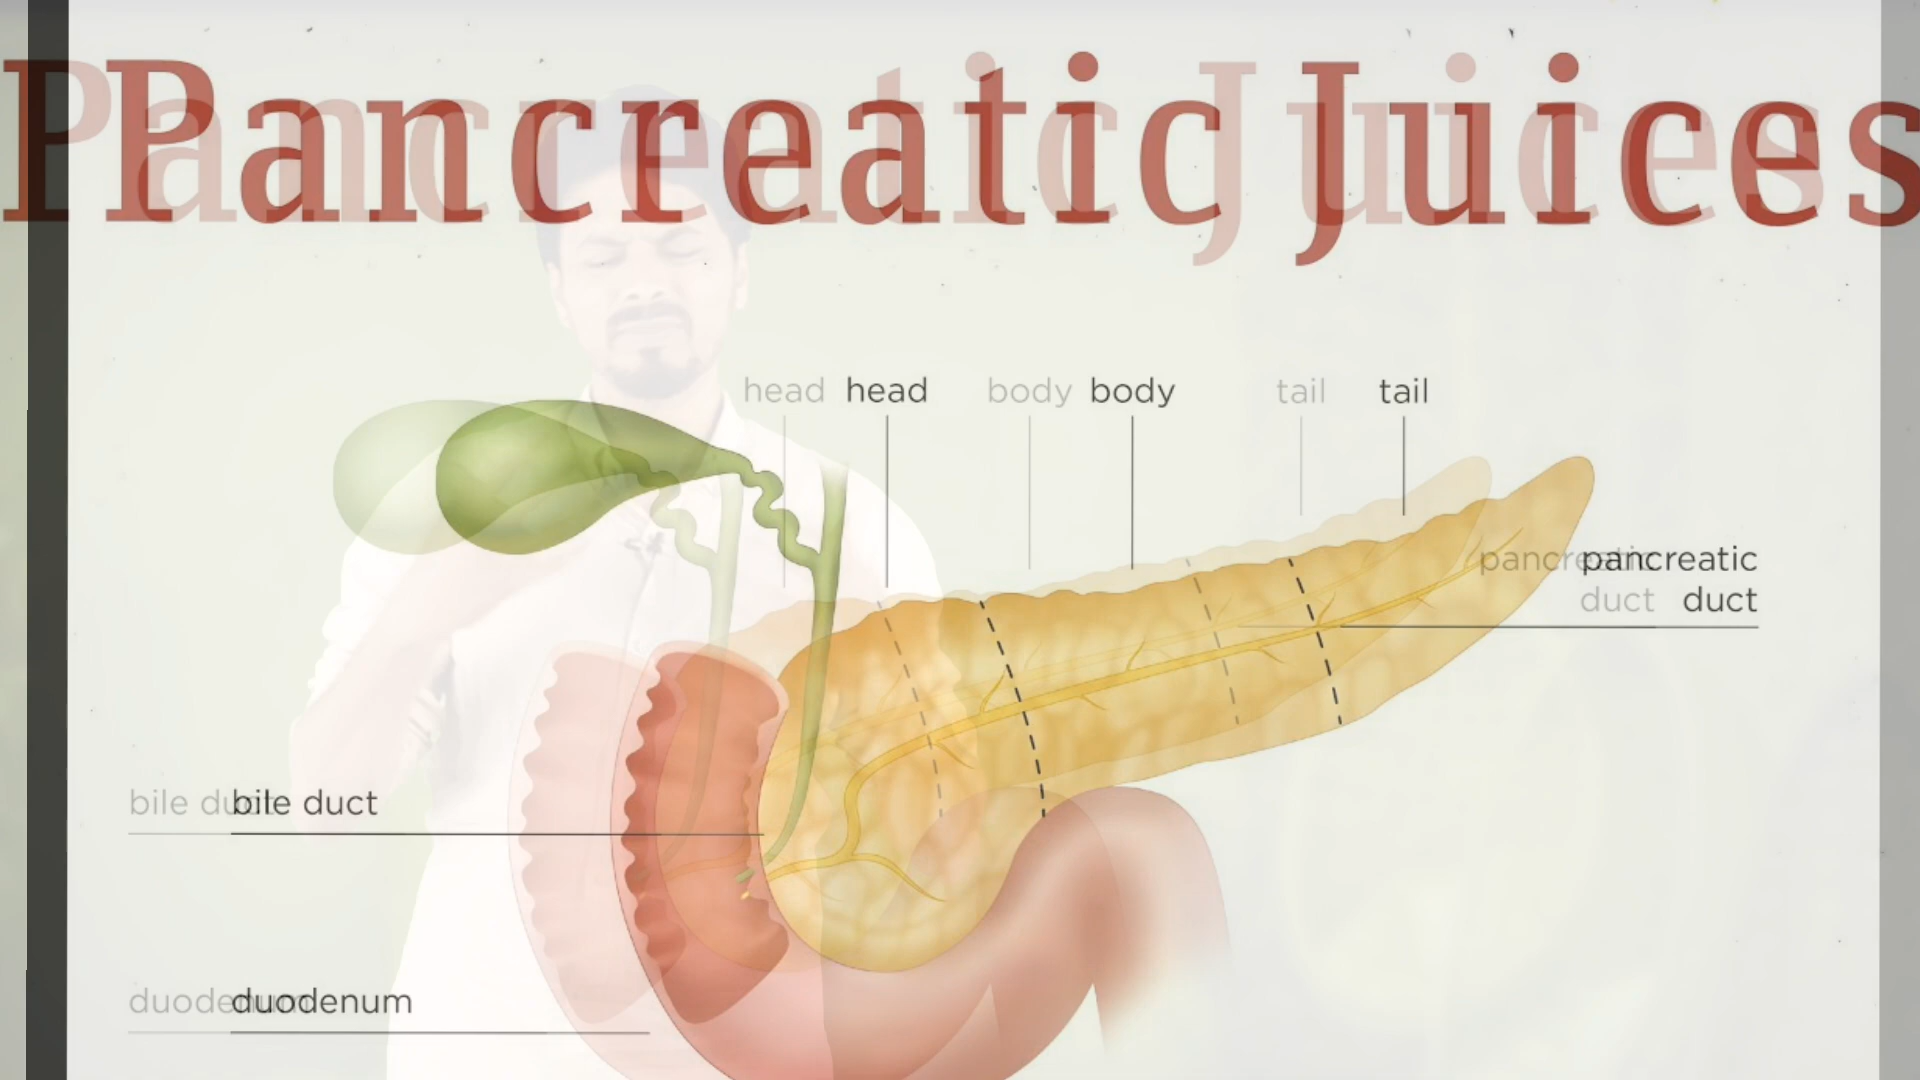 Pancreatic Juices
head body tail
pancreatic
duct
bile duct
duodenum